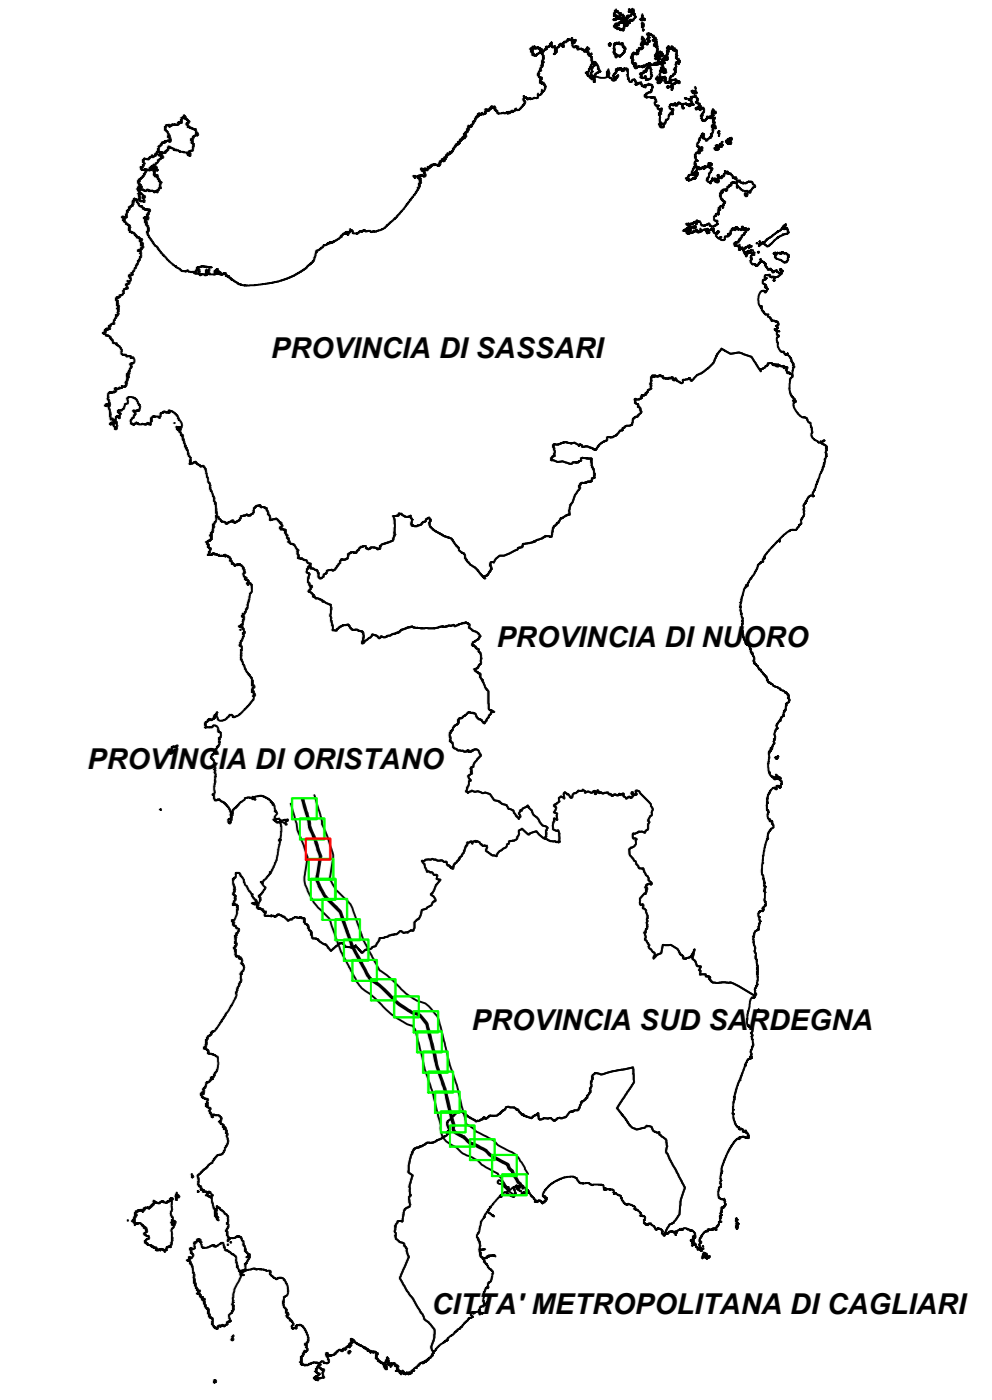 PROVINCIA DI SASSARI
PROVINCIA DI NUORO
PROVINCIA DI ORISTANO
PROVINCIA SUD SARDEGNA
CITTA' METROPOLITANA DI CAGLIARI